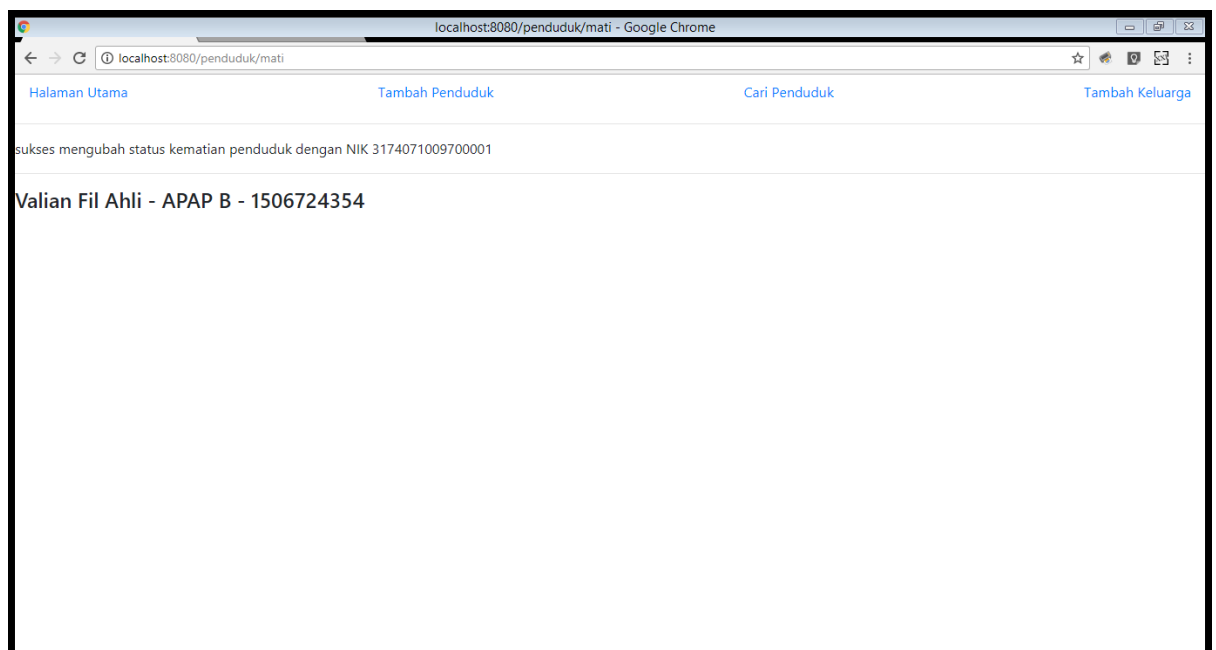 localhost:8080/penduduk/mati - Google Chrome
localhost:8080/penduduk/mati
Halaman Utama Tambah Penduduk Cari Penduduk Tambah Keluarga
sukses mengubah status kematian penduduk dengan NIK 3174071009700001
Valian Fil Ahli - APAP B - 1506724354